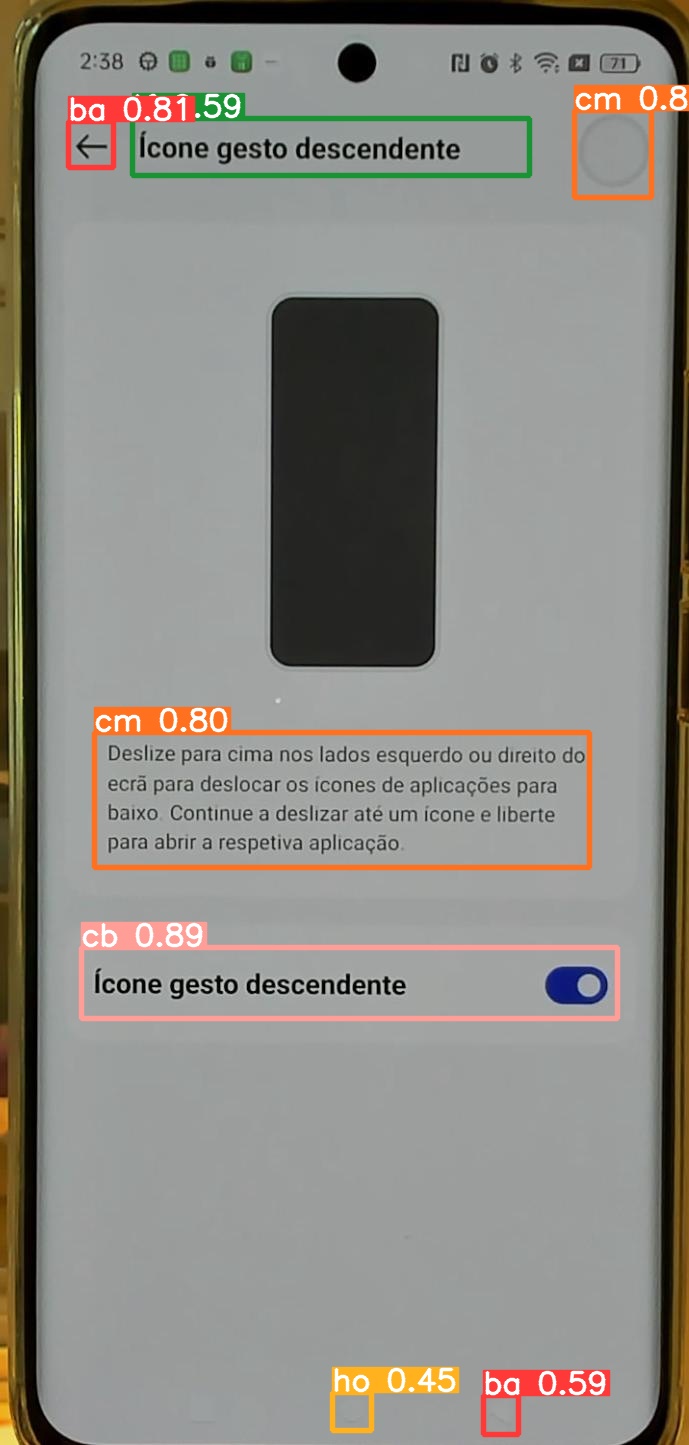 2:38
71
ba 0.81
.59
cm 0.8
Ícone gesto descendente
cm 0.80
Deslize para cima nos lados esquerdo ou direito do
ecrã para deslocar os ícones de aplicações para
baixo. Continue a deslizar até um ícone e liberte
para abrir a respetiva aplicação.
cb 0.89
Ícone gesto descendente
ho 0.45
ba 0.59